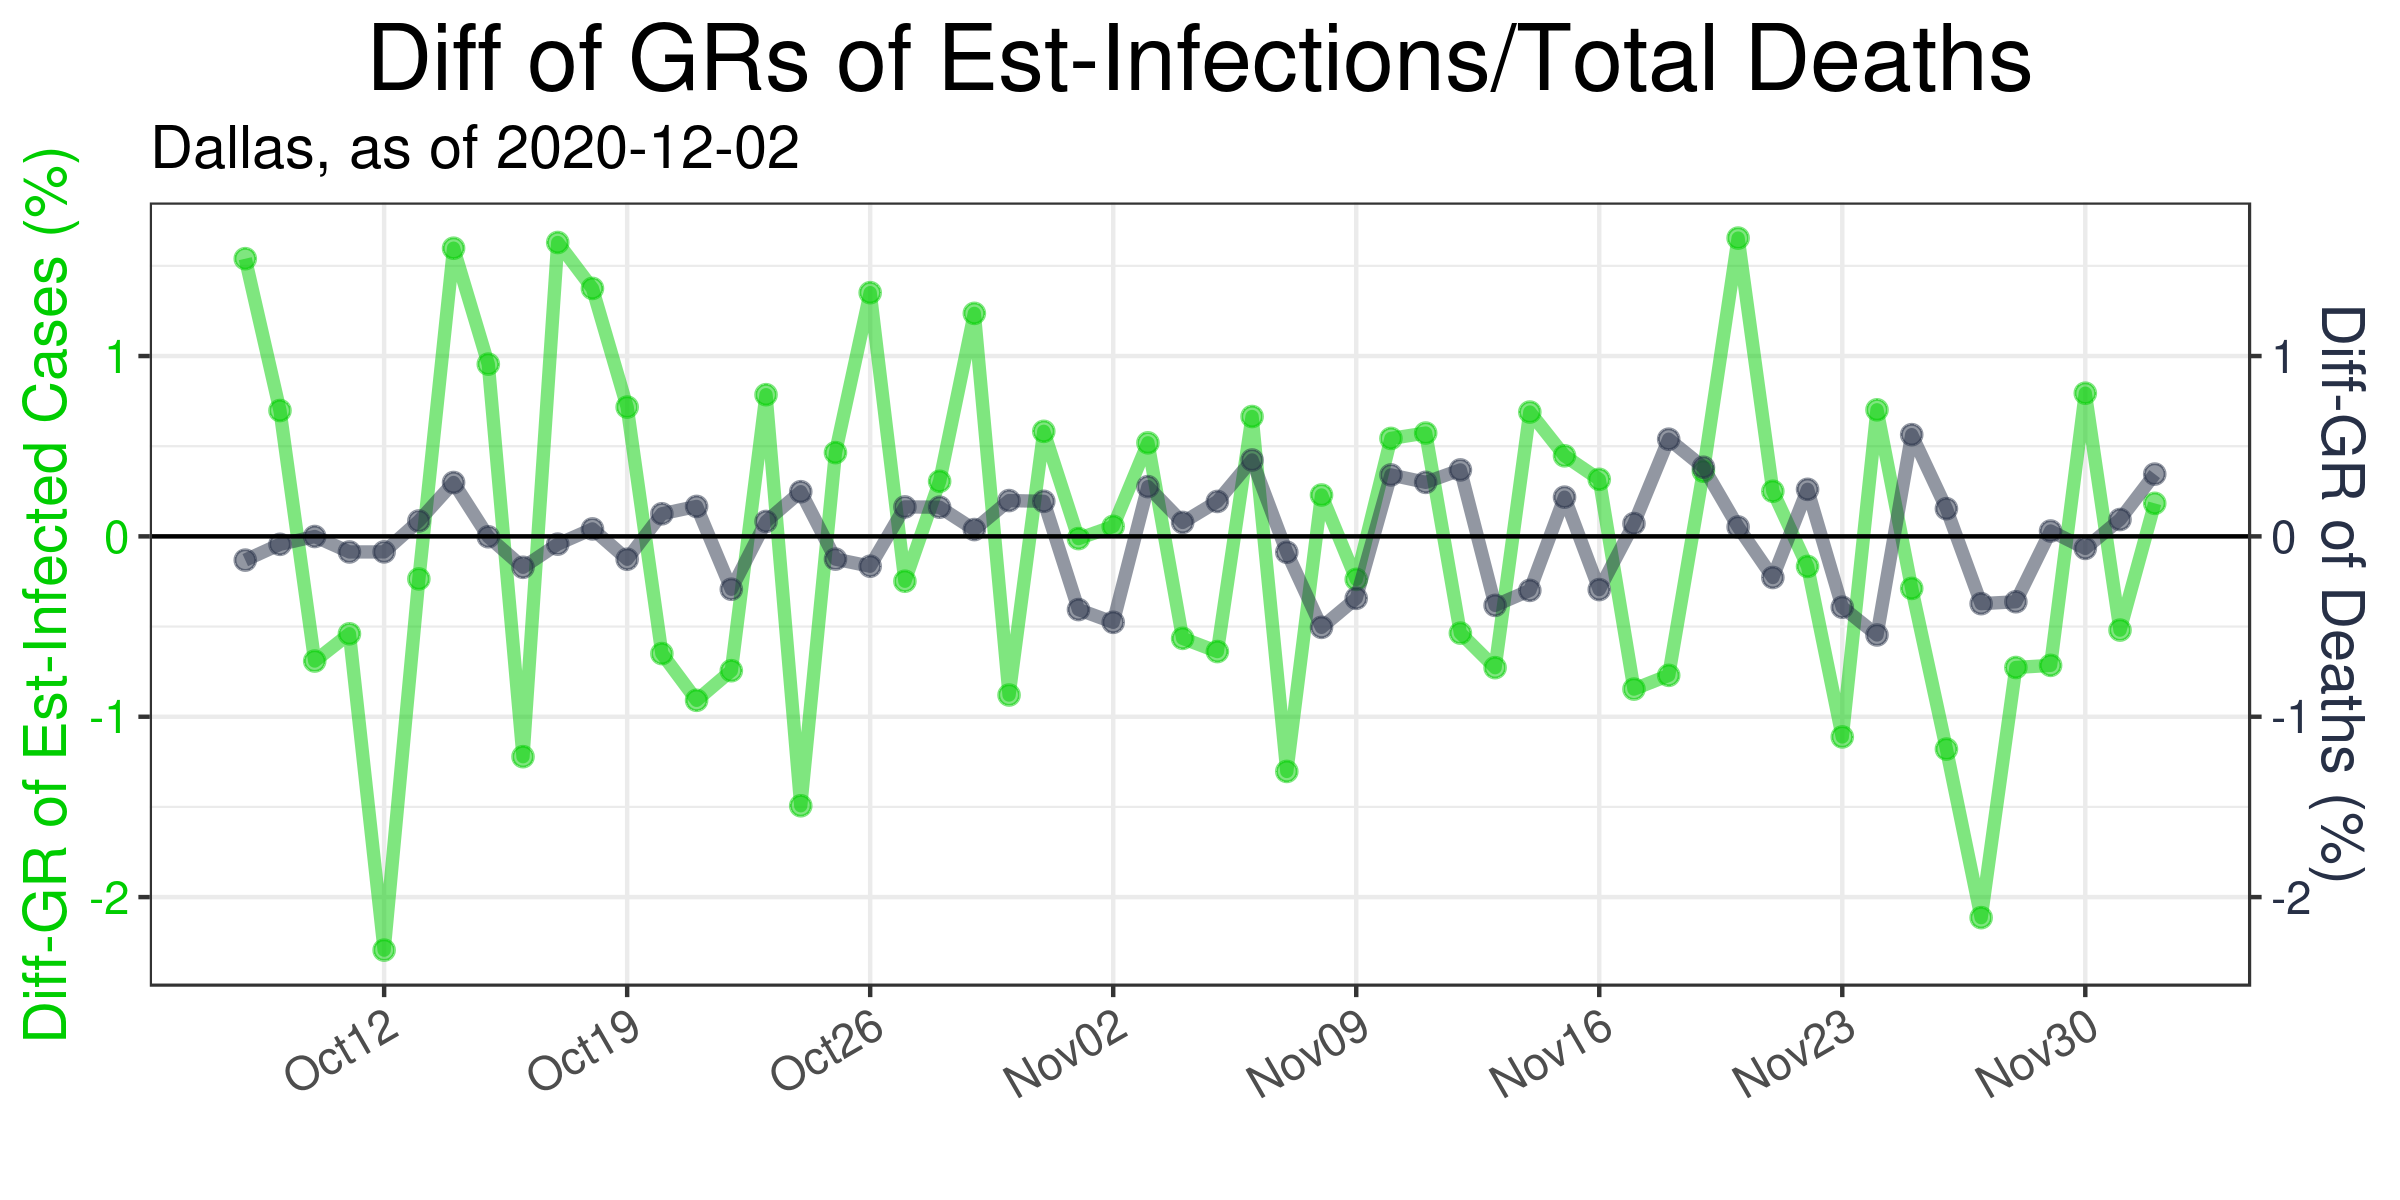 Diff of GRs of Est-Infections/Total Deaths
Dallas, as of 2020-12-02
Diff-GR of Est-Infected Cases (%)
1
0
-1
-2
1
0
-1
-2
Diff-GR of Deaths (%)
Oct12
Oct19
Oct26
Nov02
Nov09
Nov16
Nov23
Nov30